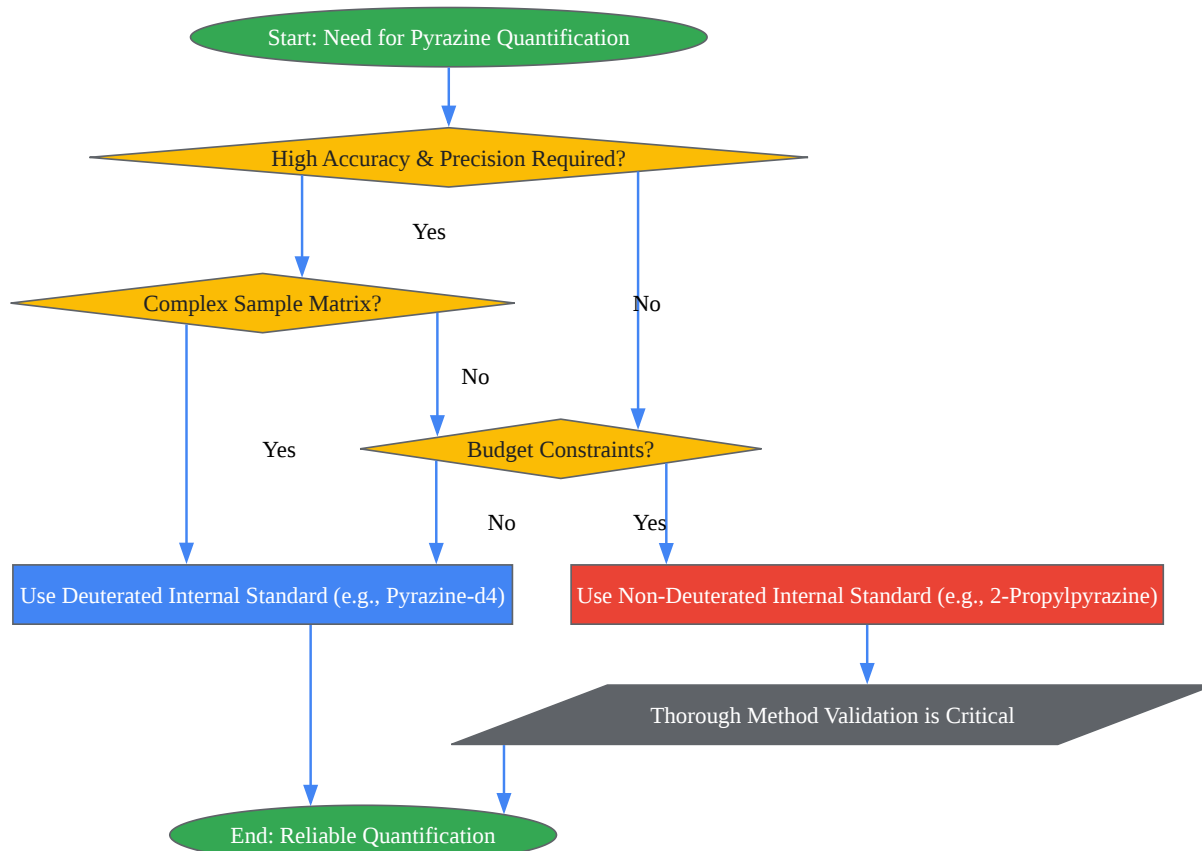 Start: Need for Pyrazine Quantification
High Accuracy & Precision Required?
Yes
Complex Sample Matrix?
No
No
Budget Constraints?
Yes
No
Yes
Use Deuterated Internal Standard (e.g., Pyrazine-d4)
Use Non-Deuterated Internal Standard (e.g., 2-Propylpyrazine)
Thorough Method Validation is Critical
End: Reliable Quantification